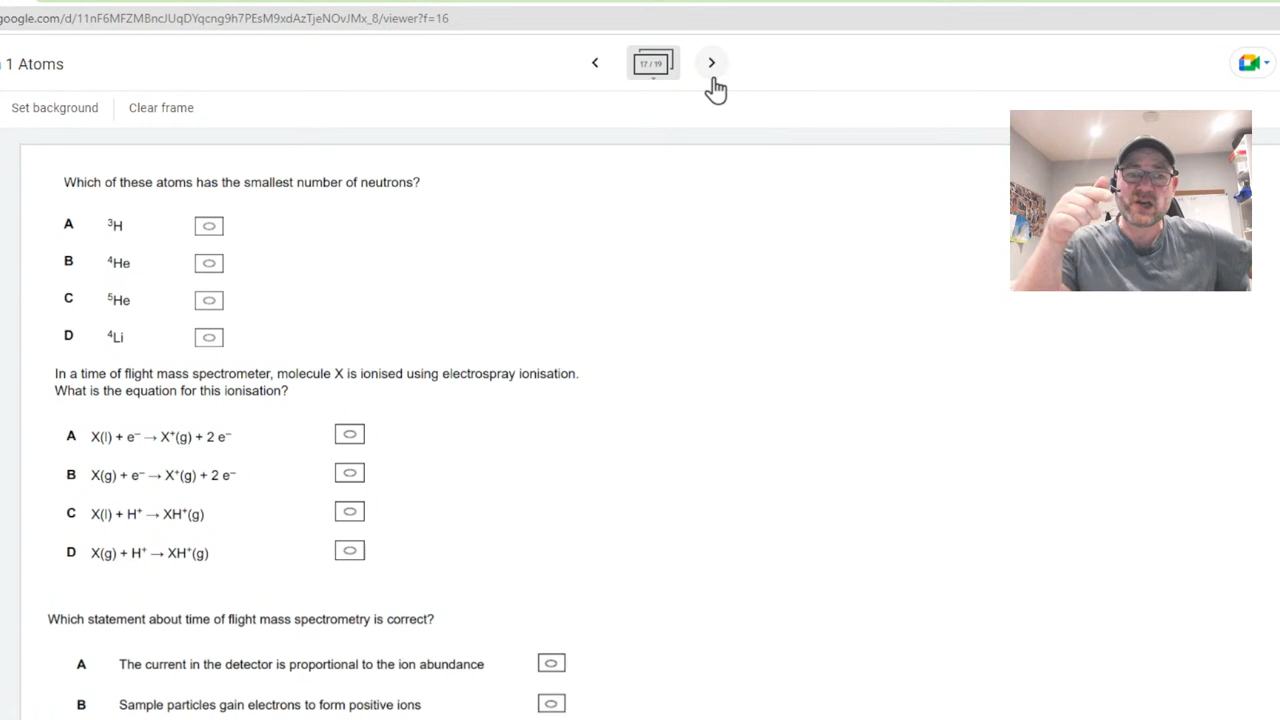 google.com/d/11nF6MFZMBncJUqDYqcng9h7PEsM9xdAzTjeNOvJMx_8/viewer?f=16
1 Atoms
17 / 19
Set background
Clear frame
Which of these atoms has the smallest number of neutrons?
A ³H
B ⁴He
C ⁵He
D ⁴Li
In a time of flight mass spectrometer, molecule X is ionised using electrospray ionisation.
What is the equation for this ionisation?
A X(l) + e⁻ → X⁺(g) + 2 e⁻
B X(g) + e⁻ → X⁺(g) + 2 e⁻
C X(l) + H⁺ → XH⁺(g)
D X(g) + H⁺ → XH⁺(g)
Which statement about time of flight mass spectrometry is correct?
A The current in the detector is proportional to the ion abundance
B Sample particles gain electrons to form positive ions